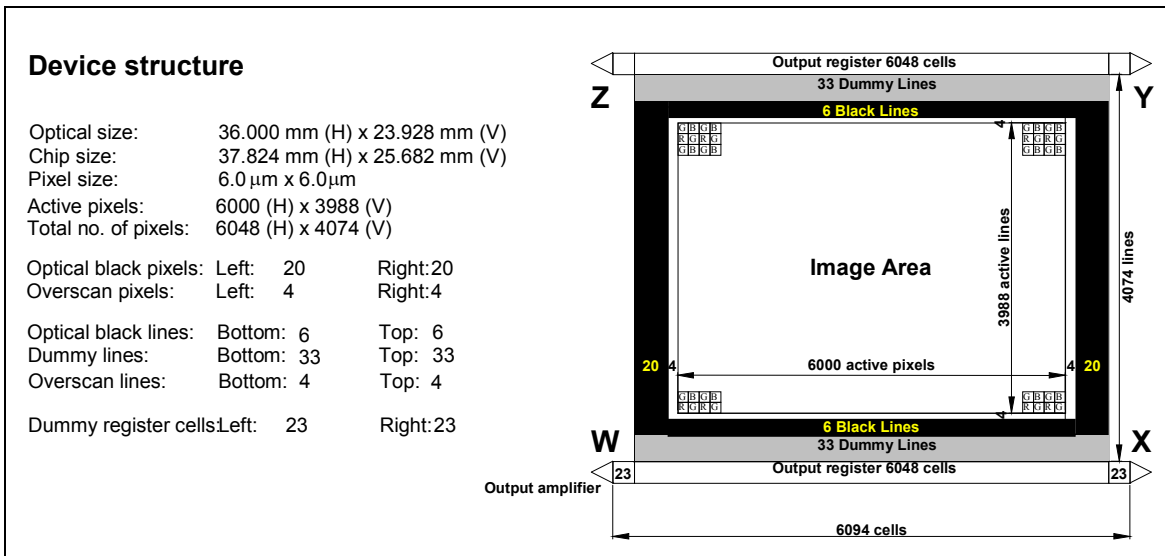 Device structure
Optical size: 36.000 mm (H) x 23.928 mm (V)
Chip size: 37.824 mm (H) x 25.682 mm (V)
Pixel size: 6.0 µm x 6.0µm
Active pixels: 6000 (H) x 3988 (V)
Total no. of pixels: 6048 (H) x 4074 (V)
Optical black pixels: Left: 20 Right:20
Overscan pixels: Left: 4 Right:4
Optical black lines: Bottom: 6 Top: 6
Dummy lines: Bottom: 33 Top: 33
Overscan lines: Bottom: 4 Top: 4
Dummy register cells:Left: 23 Right:23
Output register 6048 cells
Z
33 Dummy Lines
Y
6 Black Lines
4
G B G B
R G R G
G B G B
G B G B
R G R G
G B G B
Image Area
3988 active lines
4074 lines
20 4
6000 active pixels
4 20
G B G B
R G R G
G B G B
R G R G
4
6 Black Lines
W
33 Dummy Lines
X
Output register 6048 cells
23
23
Output amplifier
6094 cells